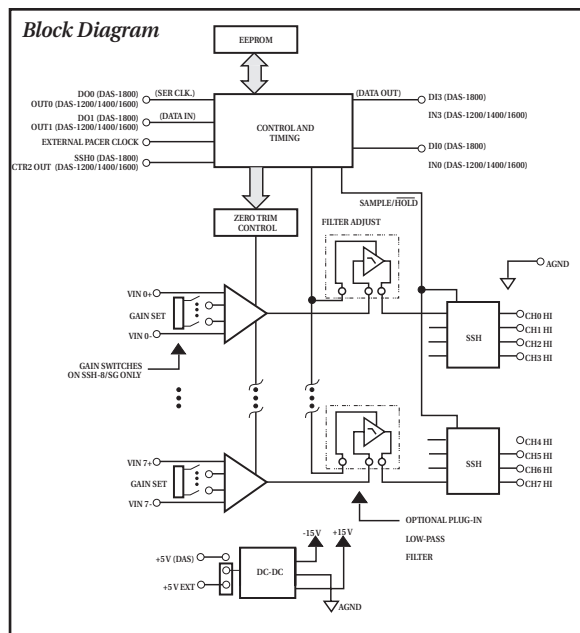 Block Diagram
EEPROM
DO0 (DAS-1800)
OUT0 (DAS-1200/1400/1600)
(SER CLK.)
DO1 (DAS-1800)
OUT1 (DAS-1200/1400/1600)
(DATA IN)
EXTERNAL PACER CLOCK
SSH0 (DAS-1800)
CTR2 OUT (DAS-1200/1400/1600)
CONTROL AND
TIMING
(DATA OUT)
DI3 (DAS-1800)
IN3 (DAS-1200/1400/1600)
DI0 (DAS-1800)
IN0 (DAS-1200/1400/1600)
SAMPLE/HOLD
ZERO TRIM
CONTROL
FILTER ADJUST
AGND
VIN 0+
GAIN SET
VIN 0-
GAIN SWITCHES
ON SSH-8/SG ONLY
SSH
CH0 HI
CH1 HI
CH2 HI
CH3 HI
VIN 7+
GAIN SET
VIN 7-
SSH
CH4 HI
CH5 HI
CH6 HI
CH7 HI
OPTIONAL PLUG-IN
LOW-PASS
FILTER
-15 V
+15 V
+5 V (DAS)
+5 V EXT
DC-DC
AGND